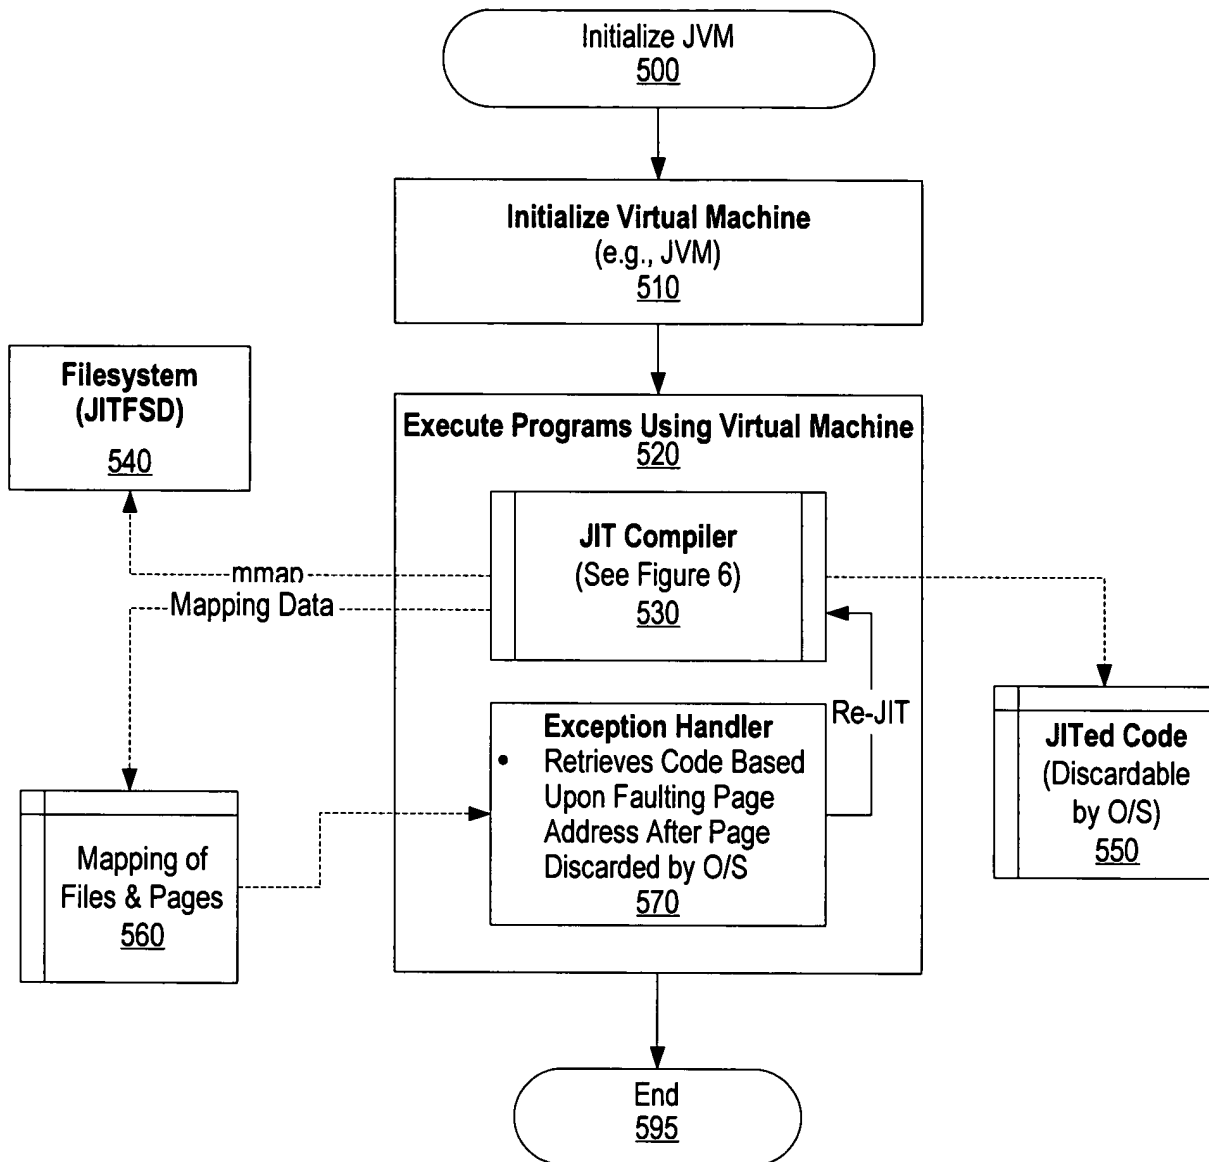 Initialize JVM
500
Initialize Virtual Machine
(e.g., JVM)
510
Filesystem
(JITFSD)
540
Execute Programs Using Virtual Machine
520
JIT Compiler
(See Figure 6)
530
mmap
Mapping Data
Re-JIT
Exception Handler
• Retrieves Code Based
Upon Faulting Page
Address After Page
Discarded by O/S
570
JITed Code
(Discardable
by O/S)
550
Mapping of
Files & Pages
560
End
595